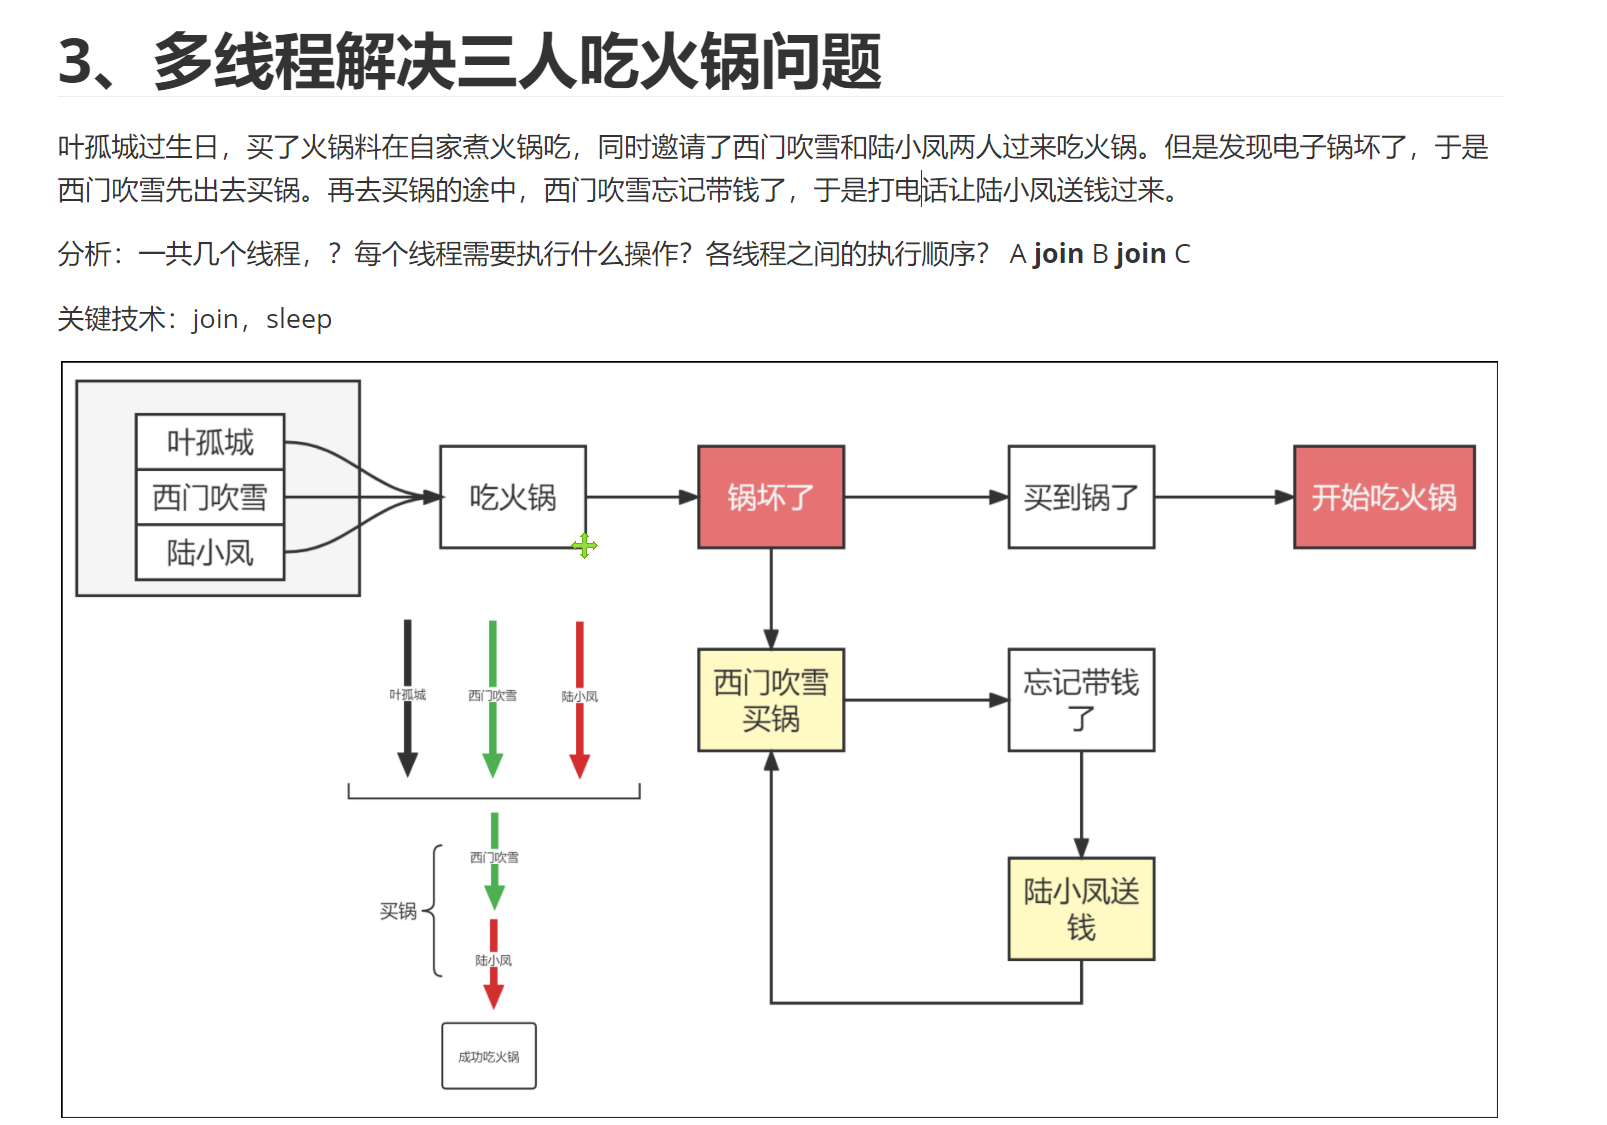 3、多线程解决三人吃火锅问题
叶孤城过生日，买了火锅料在自家煮火锅吃，同时邀请了西门吹雪和陆小凤两人过来吃火锅。但是发现电子锅坏了，于是
西门吹雪先出去买锅。再去买锅的途中，西门吹雪忘记带钱了，于是打电话让陆小凤送钱过来。
分析：一共几个线程，？每个线程需要执行什么操作？各线程之间的执行顺序？ A join B join C
关键技术：join，sleep
叶孤城
西门吹雪
陆小凤
吃火锅
锅坏了
买到锅了
开始吃火锅
西门吹雪
买锅
忘记带钱
了
陆小凤送
钱
叶孤城
西门吹雪
陆小凤
西门吹雪
买锅
陆小凤
成功吃火锅